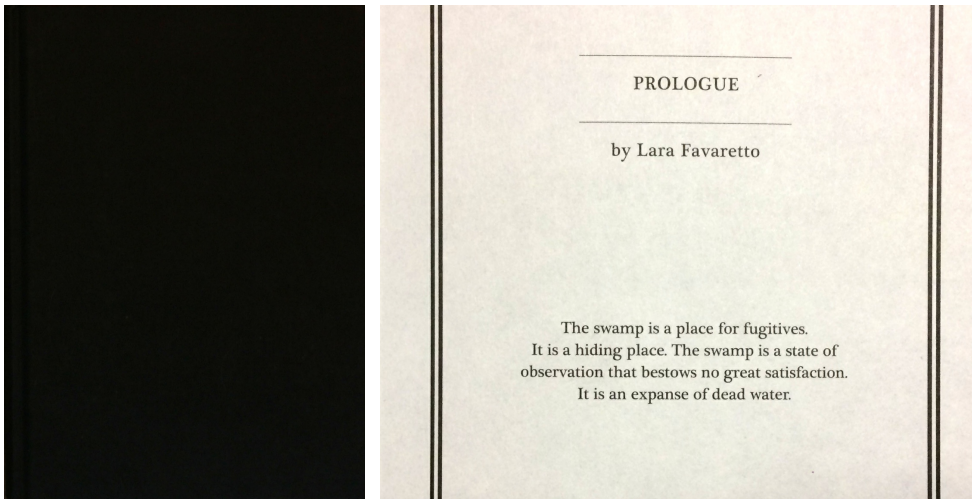 PROLOGUE
by Lara Favaretto
The swamp is a place for fugitives.
It is a hiding place. The swamp is a state of
observation that bestows no great satisfaction.
It is an expanse of dead water.